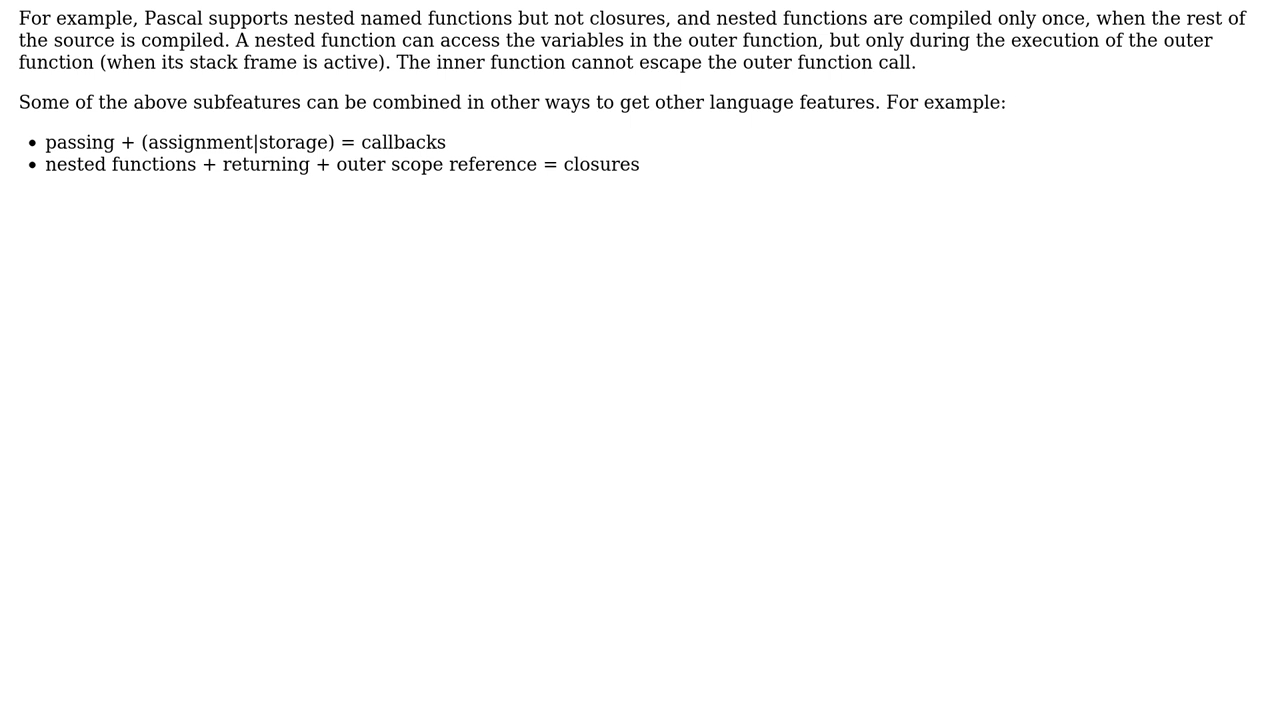 For example, Pascal supports nested named functions but not closures, and nested functions are compiled only once, when the rest of
the source is compiled. A nested function can access the variables in the outer function, but only during the execution of the outer
function (when its stack frame is active). The inner function cannot escape the outer function call.
Some of the above subfeatures can be combined in other ways to get other language features. For example:
• passing + (assignment|storage) = callbacks
• nested functions + returning + outer scope reference = closures